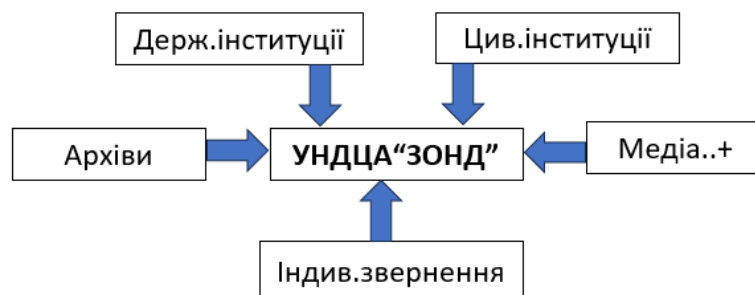 Держ.інституції
Цив.інституції
Архіви
УНДЦА“ЗОНД”
Медіа..+
Індив.звернення